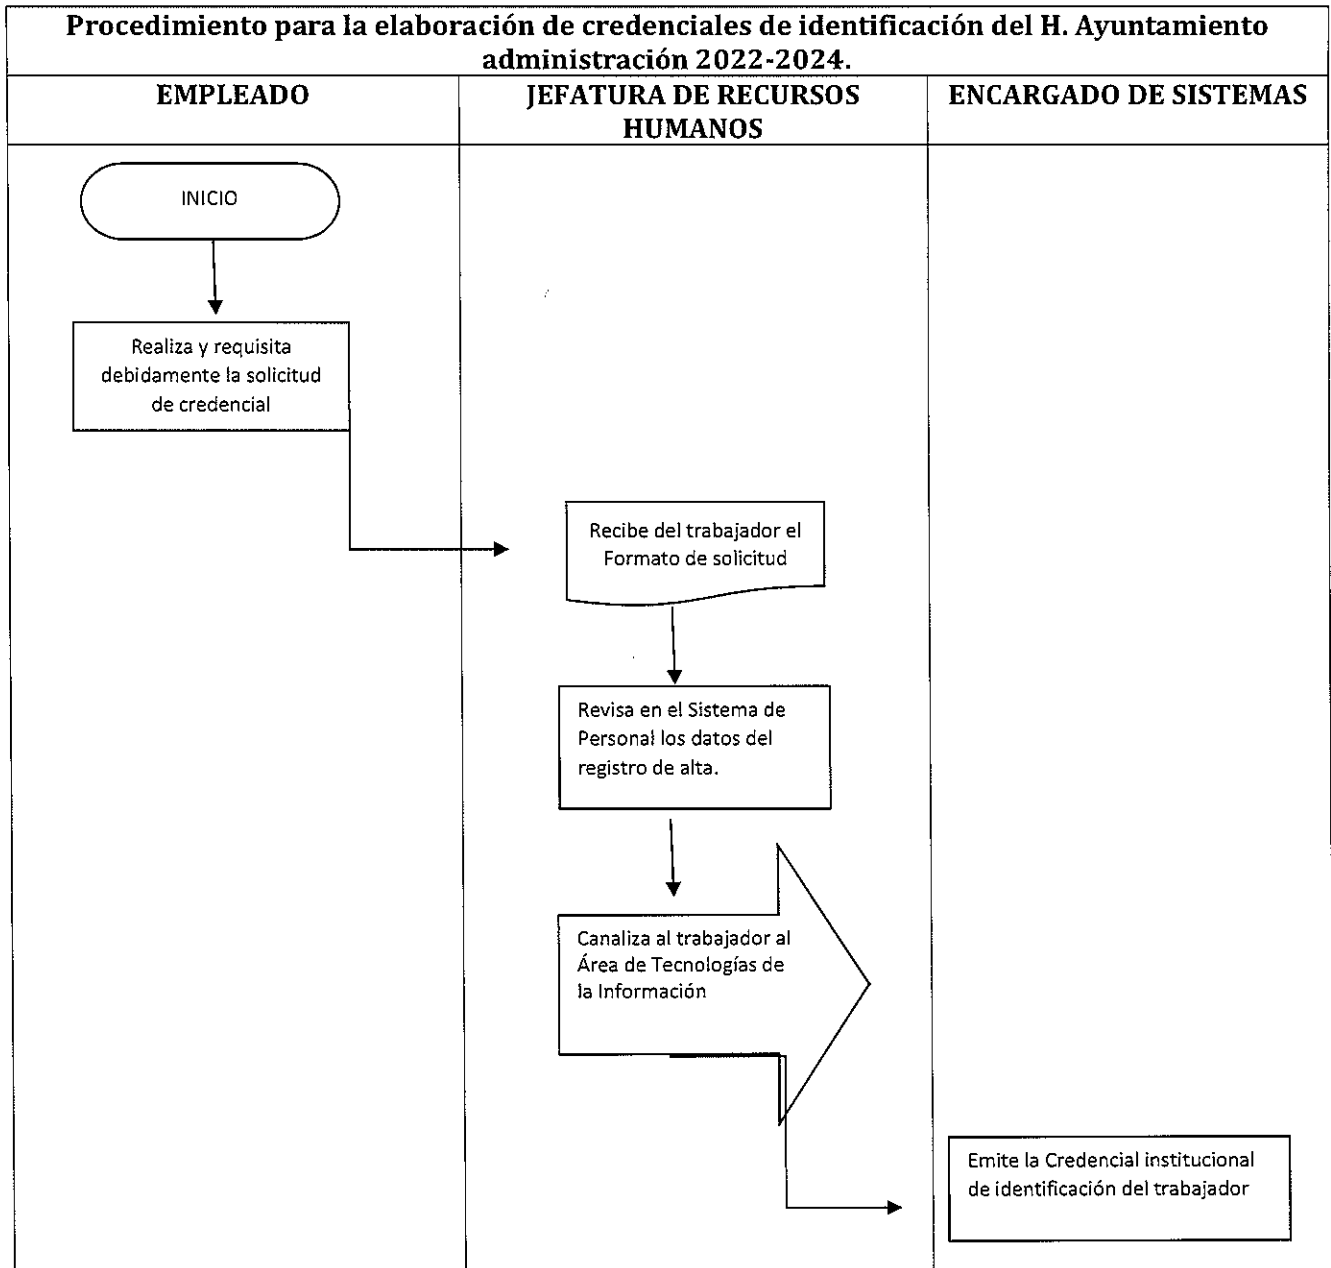 Procedimiento para la elaboración de credenciales de identificación del H. Ayuntamiento
administración 2022-2024.
EMPLEADO
JEFATURA DE RECURSOS
HUMANOS
ENCARGADO DE SISTEMAS
INICIO
Realiza y requisita
debidamente la solicitud
de credencial
Recibe del trabajador el
Formato de solicitud
Revisa en el Sistema de
Personal los datos del
registro de alta.
Canaliza al trabajador al
Área de Tecnologías de
la Información
Emite la Credencial institucional
de identificación del trabajador